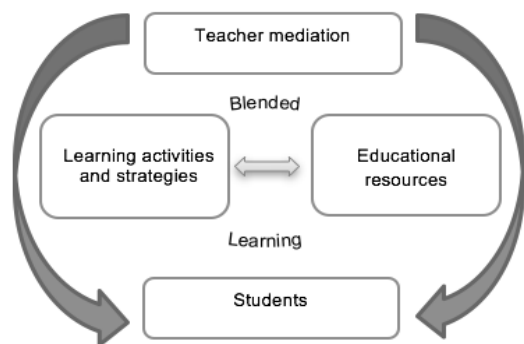 Teacher mediation
Blended
Learning activities
and strategies
Educational
resources
Learning
Students